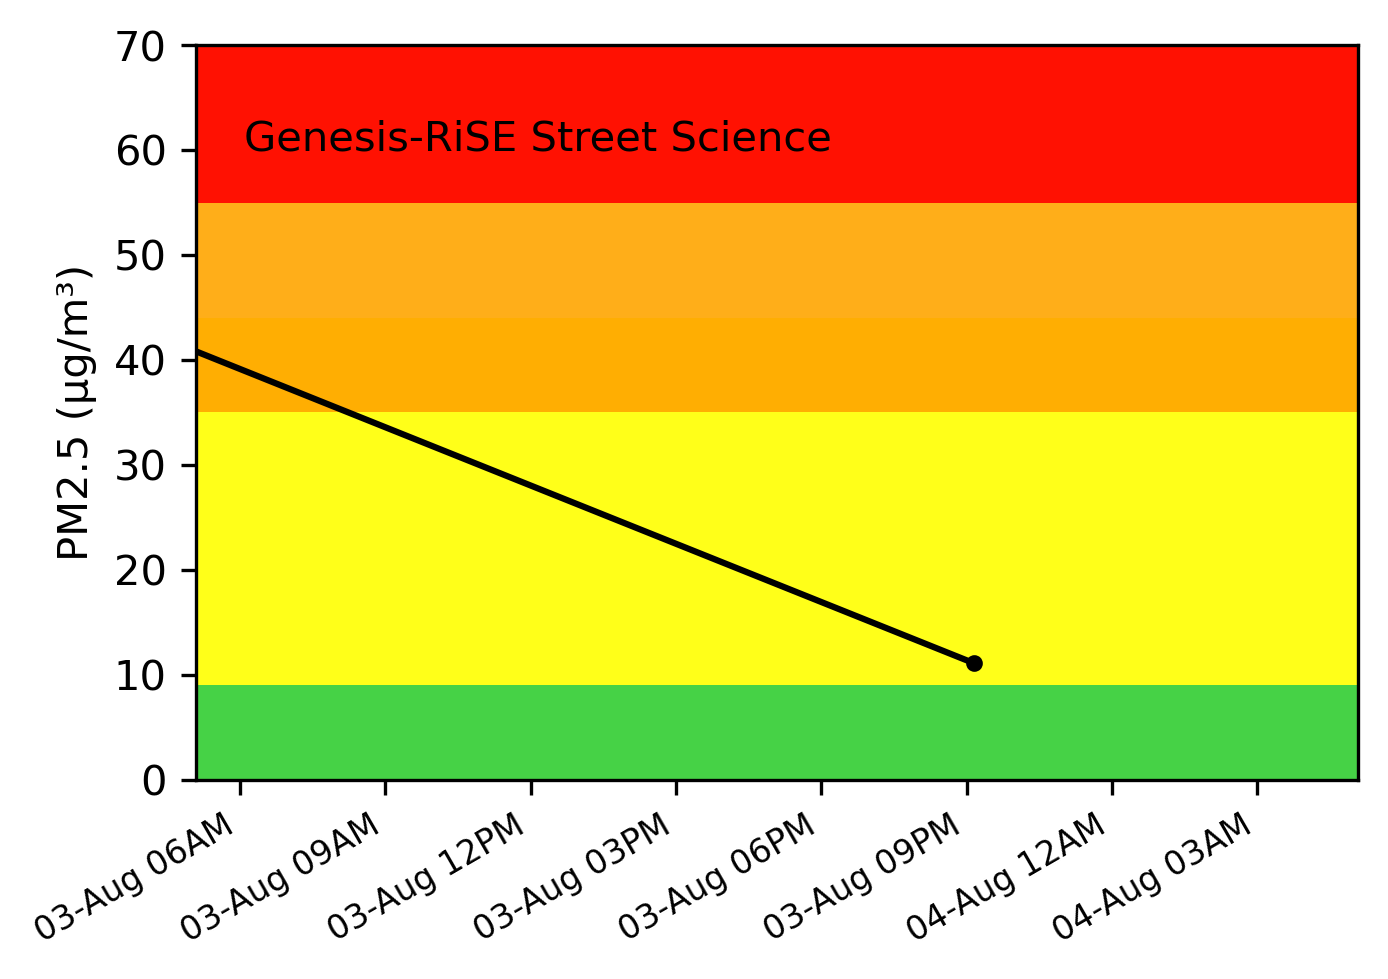 70
Genesis-RiSE Street Science
60
50
40
30
20
10
0
PM2.5 (µg/m³)
03-Aug 06AM
03-Aug 09AM
03-Aug 12PM
03-Aug 03PM
03-Aug 06PM
03-Aug 09PM
04-Aug 12AM
04-Aug 03AM